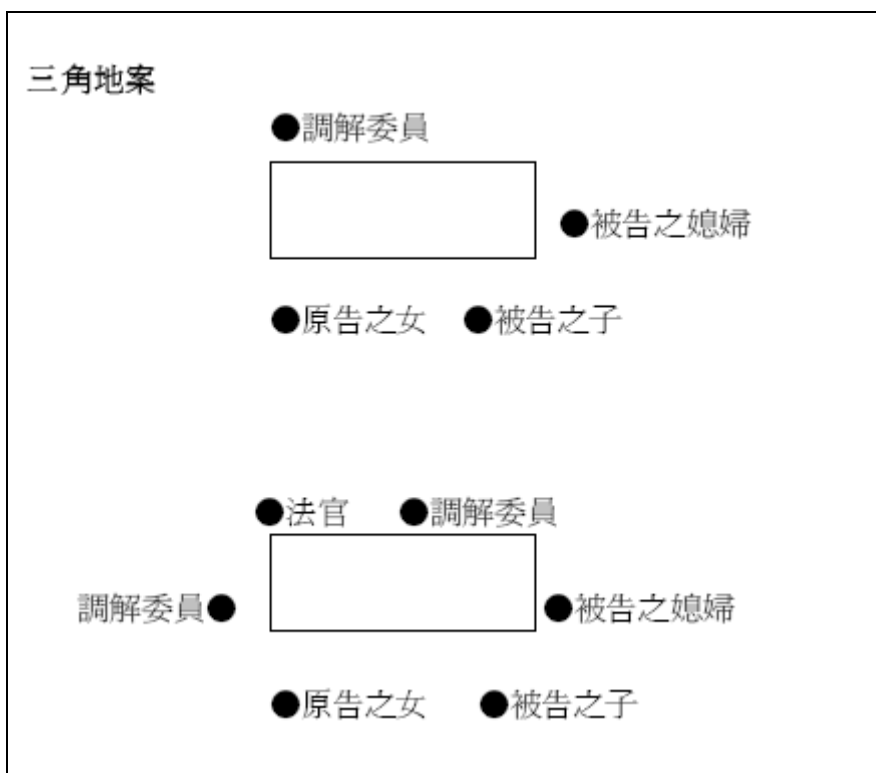 三角地案
●調解委員
●被告之媳婦
●原告之女 ●被告之子
●法官 ●調解委員
調解委員● ●被告之媳婦
●原告之女 ●被告之子